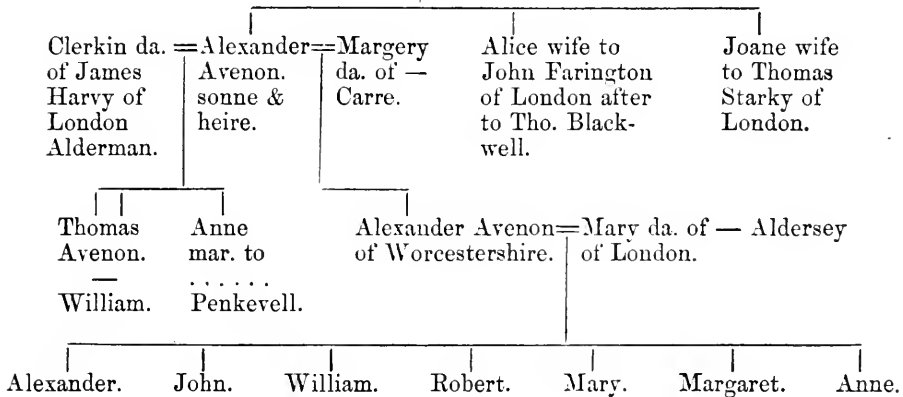 Clerkin da. = Alexander = Margery
of James
Harvy of
London
Alderman.
Avenon.
sonne &
heire.
da. of —
Carre.
Alice wife to
John Farington
of London after
to Tho. Black-
well.
Joane wife
to Thomas
Starky of
London.
Thomas
Avenon.
—
William.
Anne
mar. to
. . . . . .
Penkevell.
Alexander Avenon = Mary da. of — Aldersey
of Worcestershire. of London.
Alexander. John. William. Robert. Mary. Margaret. Anne.